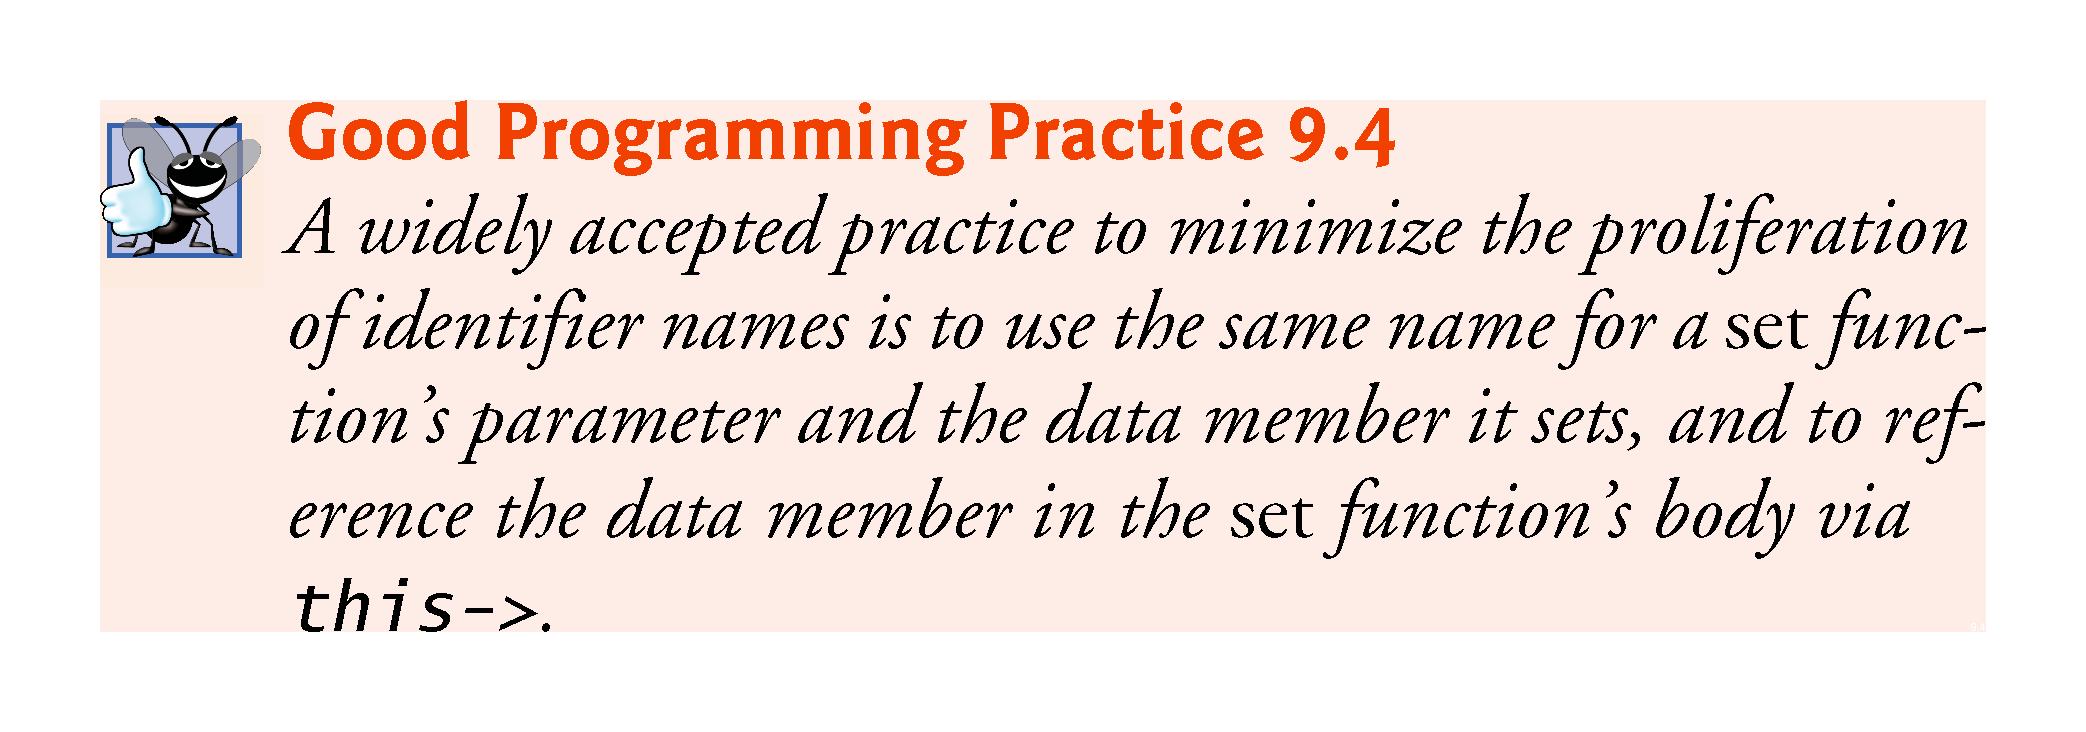 Good Programming Practice 9.4
A widely accepted practice to minimize the proliferation
of identifier names is to use the same name for a set func-
tion’s parameter and the data member it sets, and to ref-
erence the data member in the set function’s body via
this->.